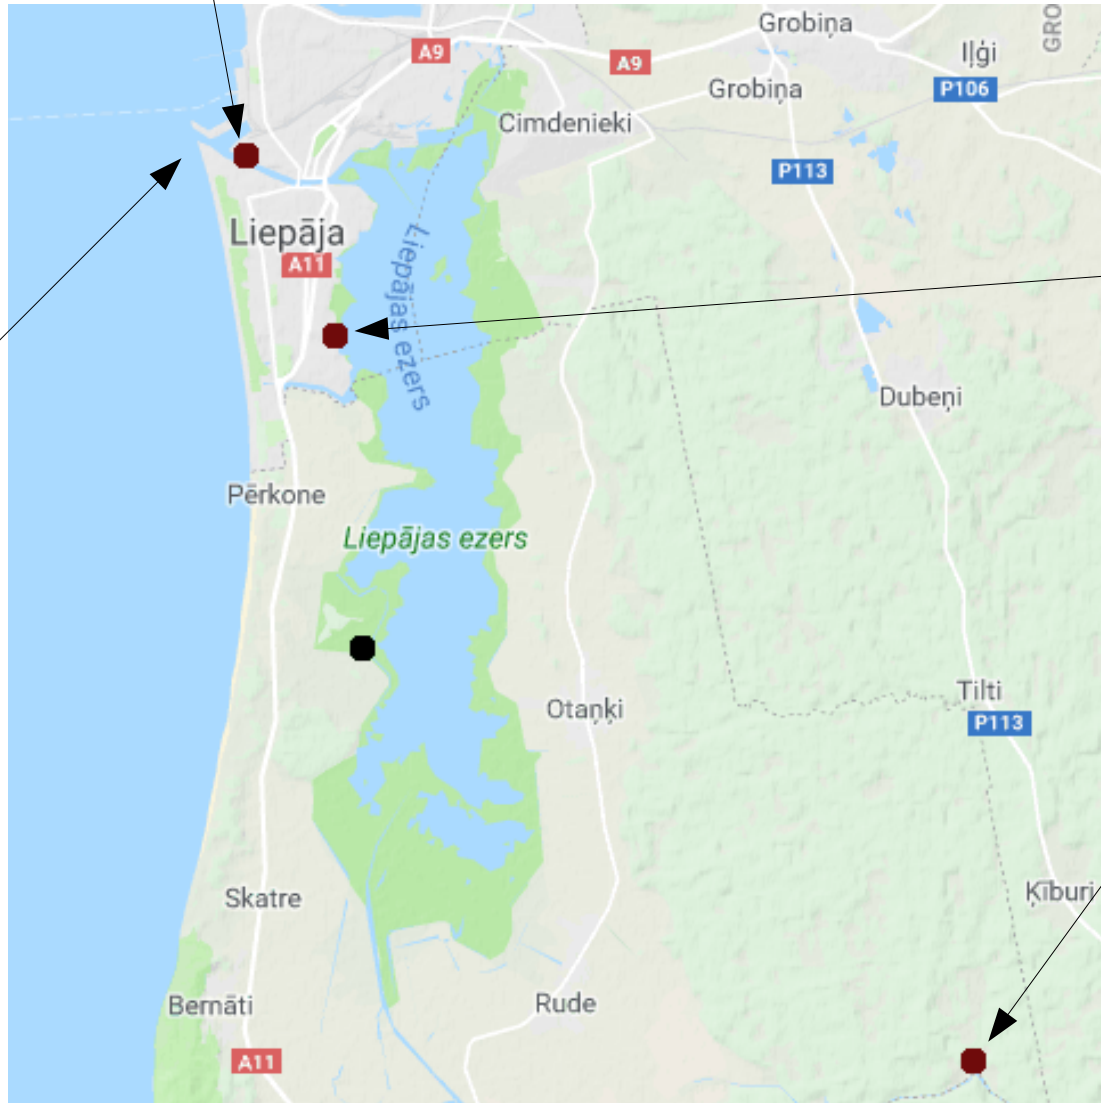 Grobiņa
GRO
A9
Iļģi
A9
Grobiņa
P106
Cimdenieki
P113
Liepāja
A11
Liepājas ezers
Dubeņi
Pērkone
Liepājas ezers
Tilti
Otaņķi
P113
Ķīburi
Skatre
Rude
Bernāti
A11